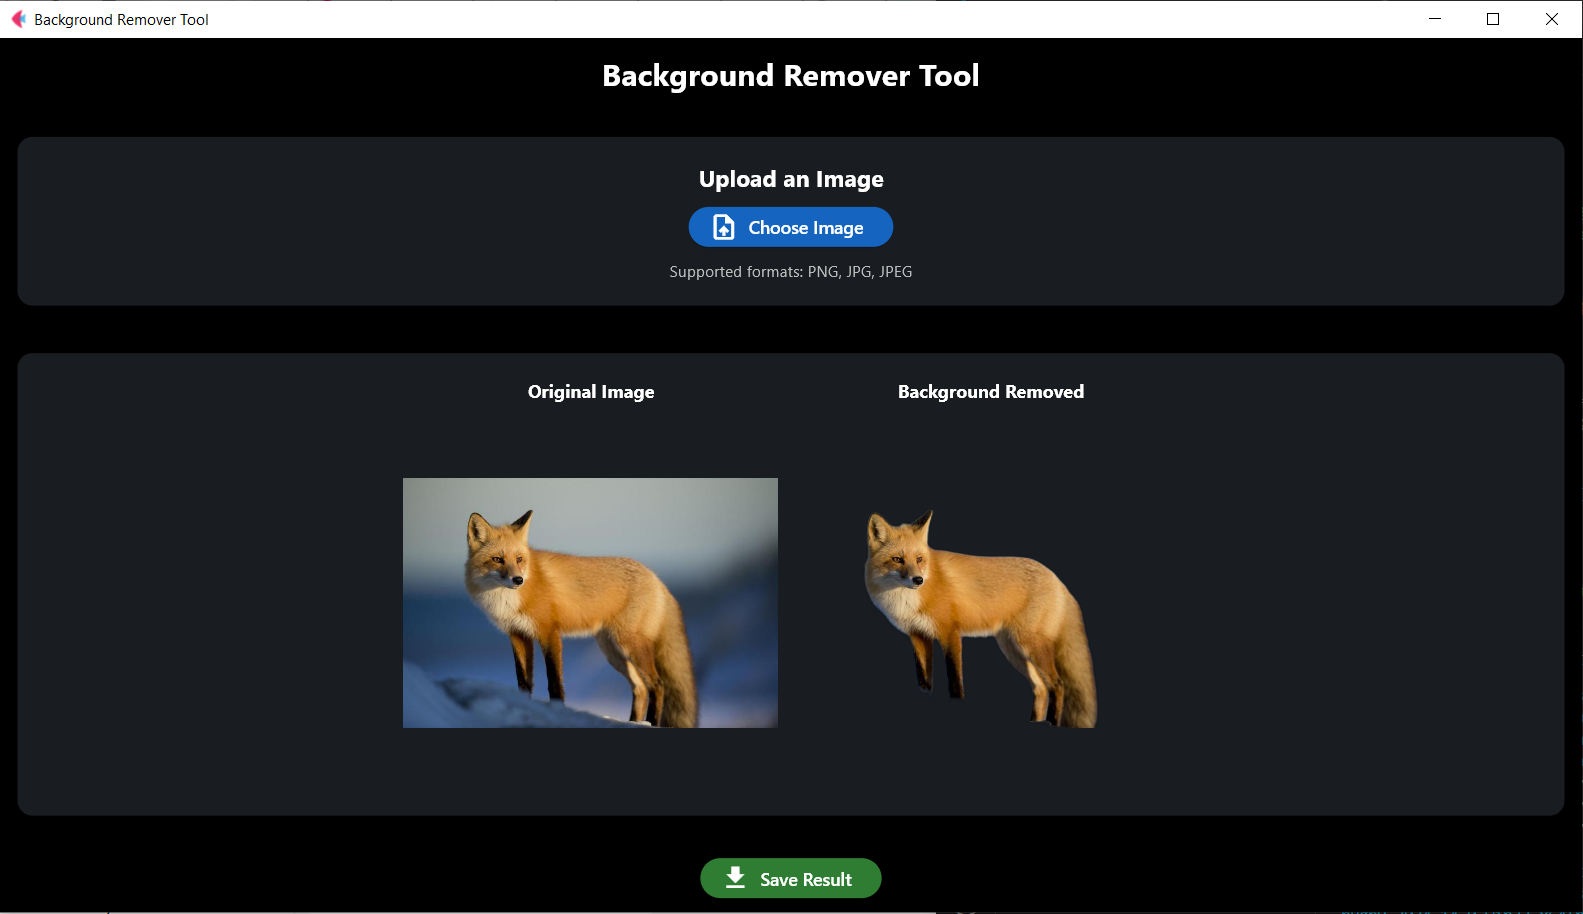 Background Remover Tool
Background Remover Tool
Upload an Image
Choose Image
Supported formats: PNG, JPG, JPEG
Original Image
Background Removed
Save Result